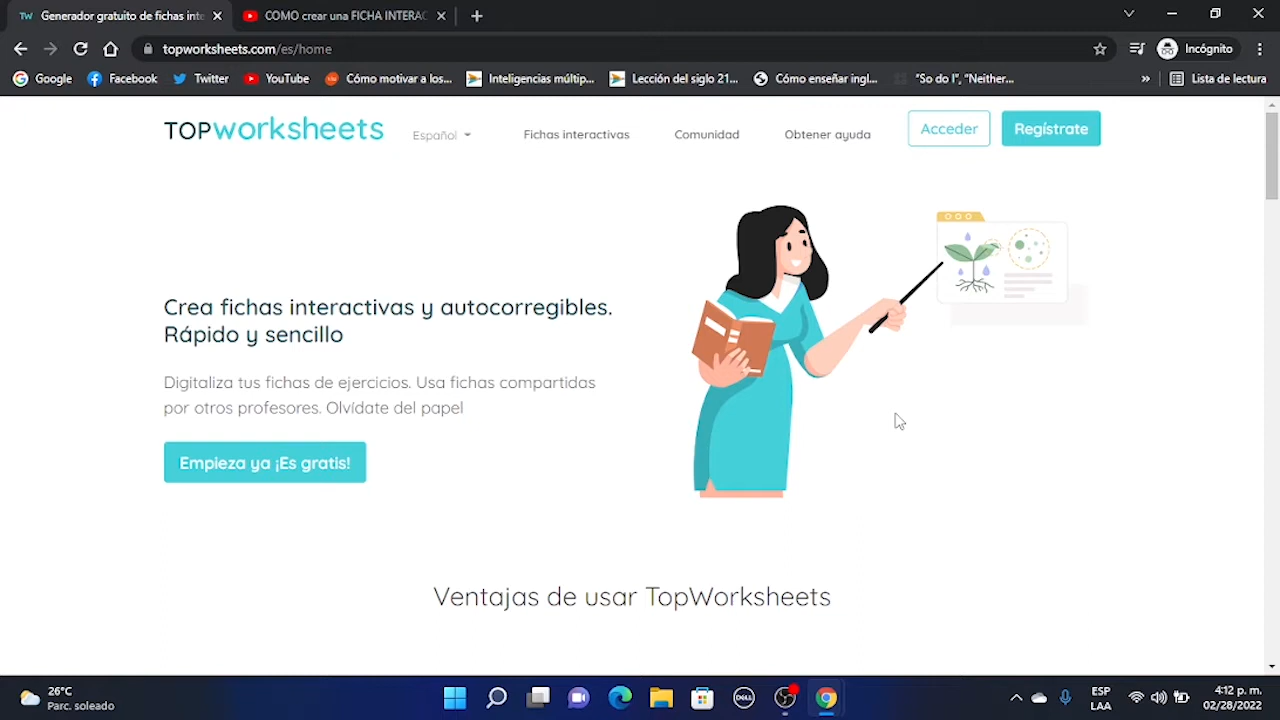 TW Generador gratuito de fichas inte
COMO crear una FICHA INTERAC
topworksheets.com/es/home
Incógnito
Google
Facebook
Twitter
YouTube
Cómo motivar a los...
Inteligencias múltip...
Lección del siglo 21...
Cómo enseñar ingl...
"So do I", "Neither...
»
Lista de lectura
TOPworksheets
Español
Fichas interactivas
Comunidad
Obtener ayuda
Acceder
Regístrate
Crea fichas interactivas y autocorregibles.
Rápido y sencillo
Digitaliza tus fichas de ejercicios. Usa fichas compartidas
por otros profesores. Olvídate del papel
Empieza ya ¡Es gratis!
Ventajas de usar TopWorksheets
26°C
Parc. soleado
DELL
ESP
LAA
4:12 p. m.
02/28/2022